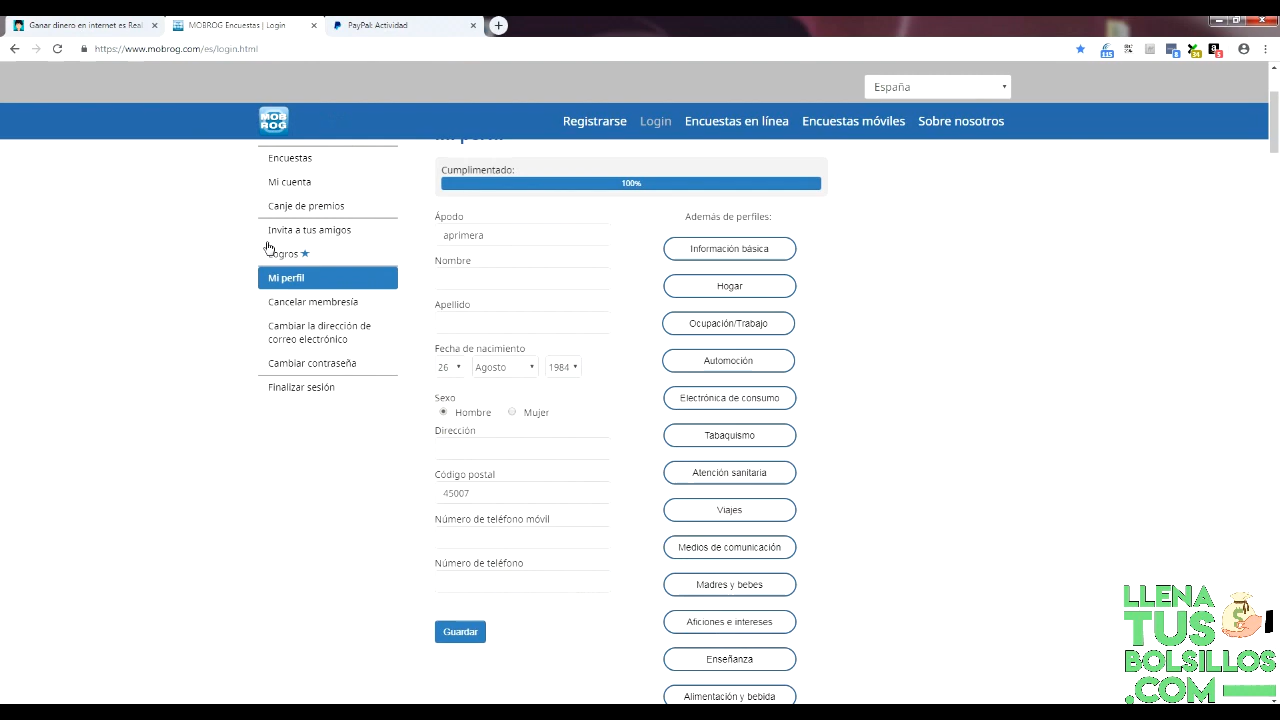 Ganar dinero en internet es Real
MOBROG Encuestas | Login
PayPal: Actividad
https://www.mobrog.com/es/login.html
España
MOB
ROG
Registrarse
Login
Encuestas en línea
Encuestas móviles
Sobre nosotros
Encuestas
Mi cuenta
Canje de premios
Invita a tus amigos
Logros
Mi perfil
Cancelar membresía
Cambiar la dirección de
correo electrónico
Cambiar contraseña
Finalizar sesión
Cumplimentado:
100%
Ápodo
aprimera
Nombre
Apellido
Fecha de nacimiento
26
Agosto
1984
Sexo
Hombre
Mujer
Dirección
Código postal
45007
Número de teléfono móvil
Número de teléfono
Guardar
Además de perfiles:
Información básica
Hogar
Ocupación/Trabajo
Automoción
Electrónica de consumo
Tabaquismo
Atención sanitaria
Viajes
Medios de comunicación
Madres y bebes
Aficiones e intereses
Enseñanza
Alimentación y bebida
LLENA
TUS
BOLSILLOS
.COM